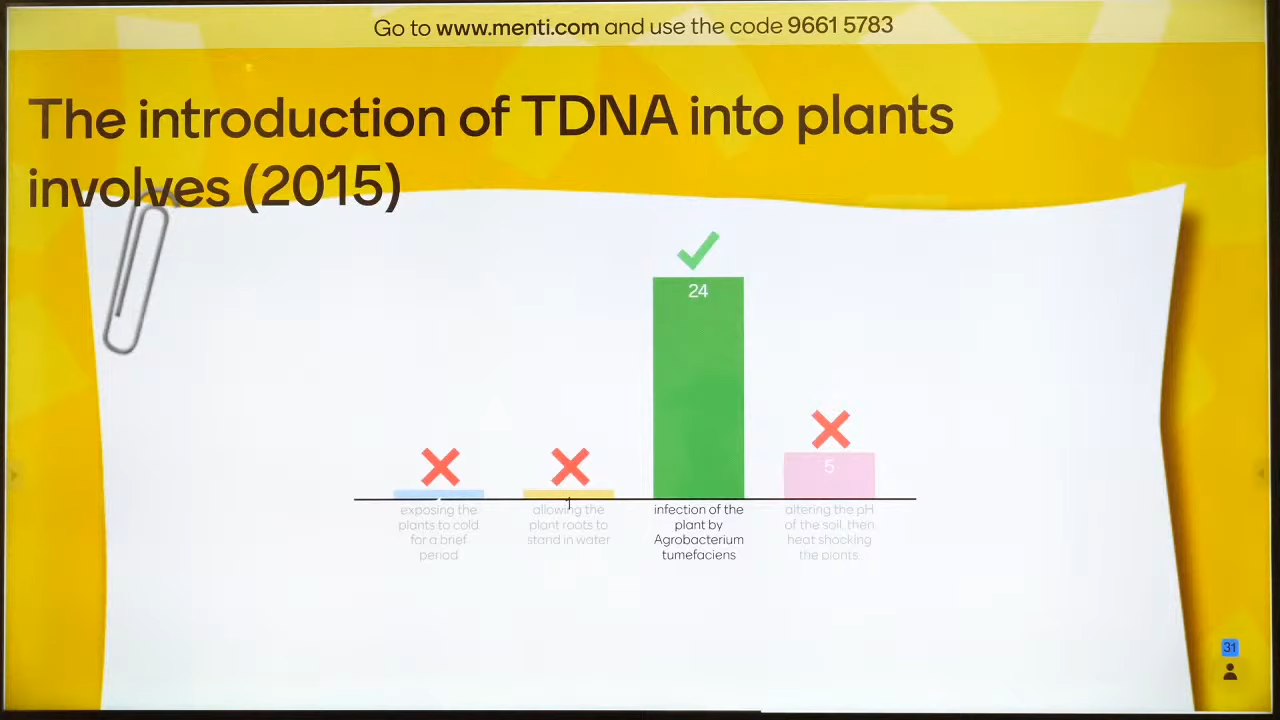 Go to www.menti.com and use the code 9661 5783
The introduction of TDNA into plants
involves (2015)
24
5
1
exposing the
plants to cold
for a brief
period
allowing the
plant roots to
stand in water
infection of the
plant by
Agrobacterium
tumefaciens
altering the pH
of the soil, then
heat shocking
the plants
31